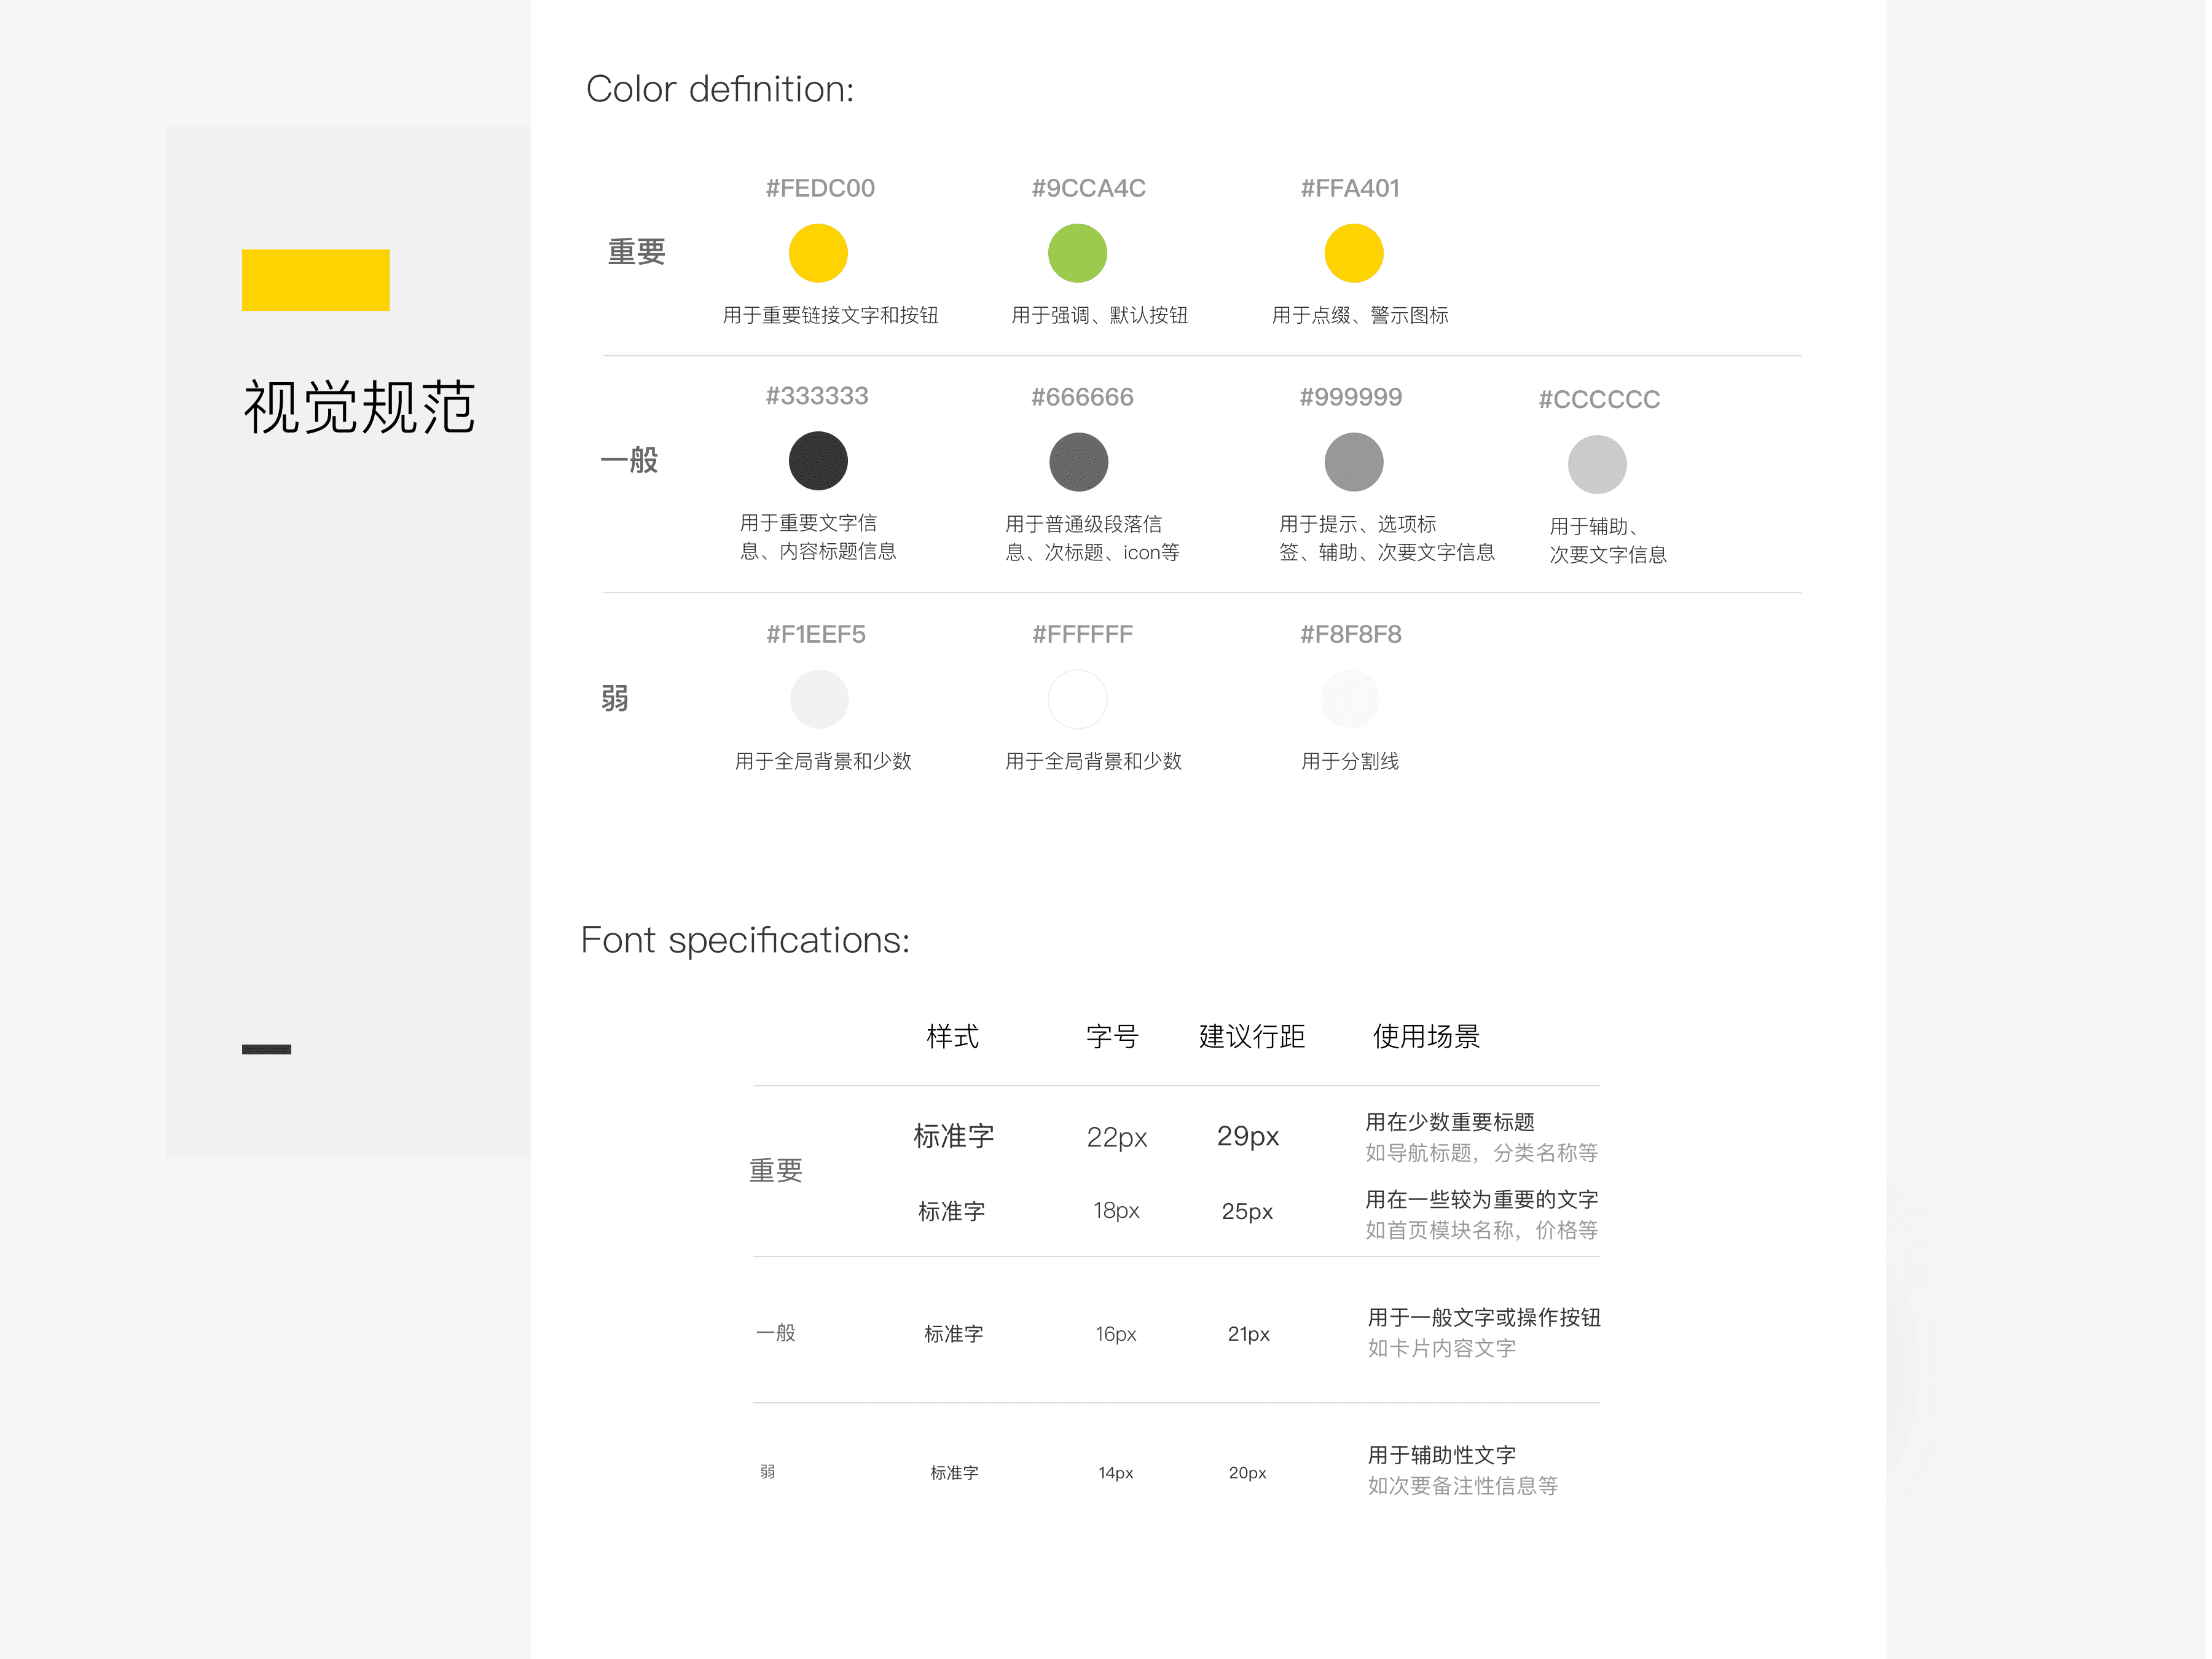 视觉规范
Color definition:
重要
#FEDC00
#9CCA4C
#FFA401
用于重要链接文字和按钮
用于强调、默认按钮
用于点缀、警示图标
一般
#333333
#666666
#999999
#CCCCCC
用于重要文字信
息、内容标题信息
用于普通级段落信
息、次标题、icon等
用于提示、选项标
签、辅助、次要文字信息
用于辅助、
次要文字信息
弱
#F1EEF5
#FFFFFF
#F8F8F8
用于全局背景和少数
用于全局背景和少数
用于分割线
Font specifications:
样式 字号 建议行距 使用场景
重要
标准字 22px 29px 用在少数重要标题
如导航标题，分类名称等
标准字 18px 25px 用在一些较为重要的文字
如首页模块名称，价格等
一般 标准字 16px 21px 用于一般文字或操作按钮
如卡片内容文字
弱 标准字 14px 20px 用于辅助性文字
如次要备注性信息等